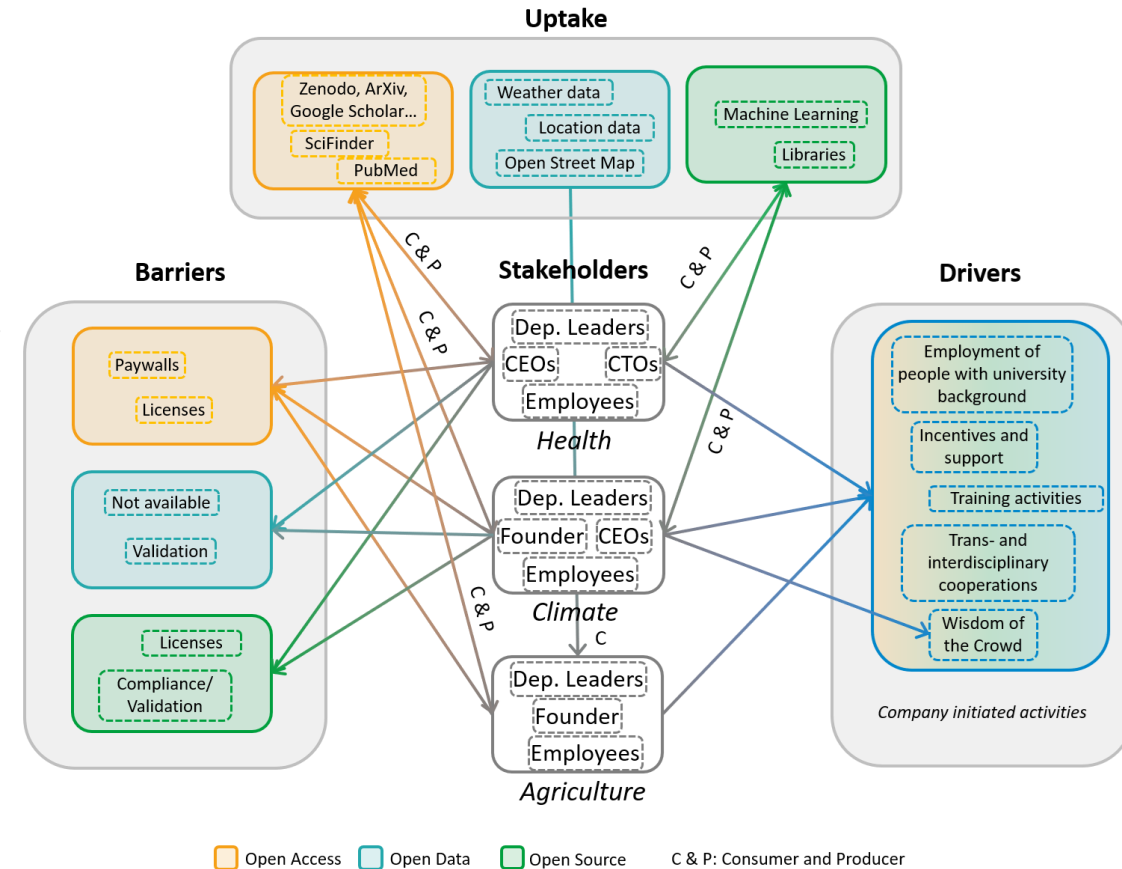 Uptake
Zenodo, ArXiv,
Google Scholar...
SciFinder
PubMed
Weather data
Location data
Open Street Map
Machine Learning
Libraries
C & P
C & P
C & P
C & P
C & P
Barriers
Paywalls
Licenses
Not available
Validation
Licenses
Compliance/
Validation
Stakeholders
Dep. Leaders
CEOs
CTOs
Employees
Health
Dep. Leaders
Founder
CEOs
Employees
Climate
C
Dep. Leaders
Founder
Employees
Agriculture
Drivers
Employment of
people with university
background
Incentives and
support
Training activities
Trans- and
interdisciplinary
cooperations
Wisdom of
the Crowd
Company initiated activities
Open Access
Open Data
Open Source
C & P: Consumer and Producer